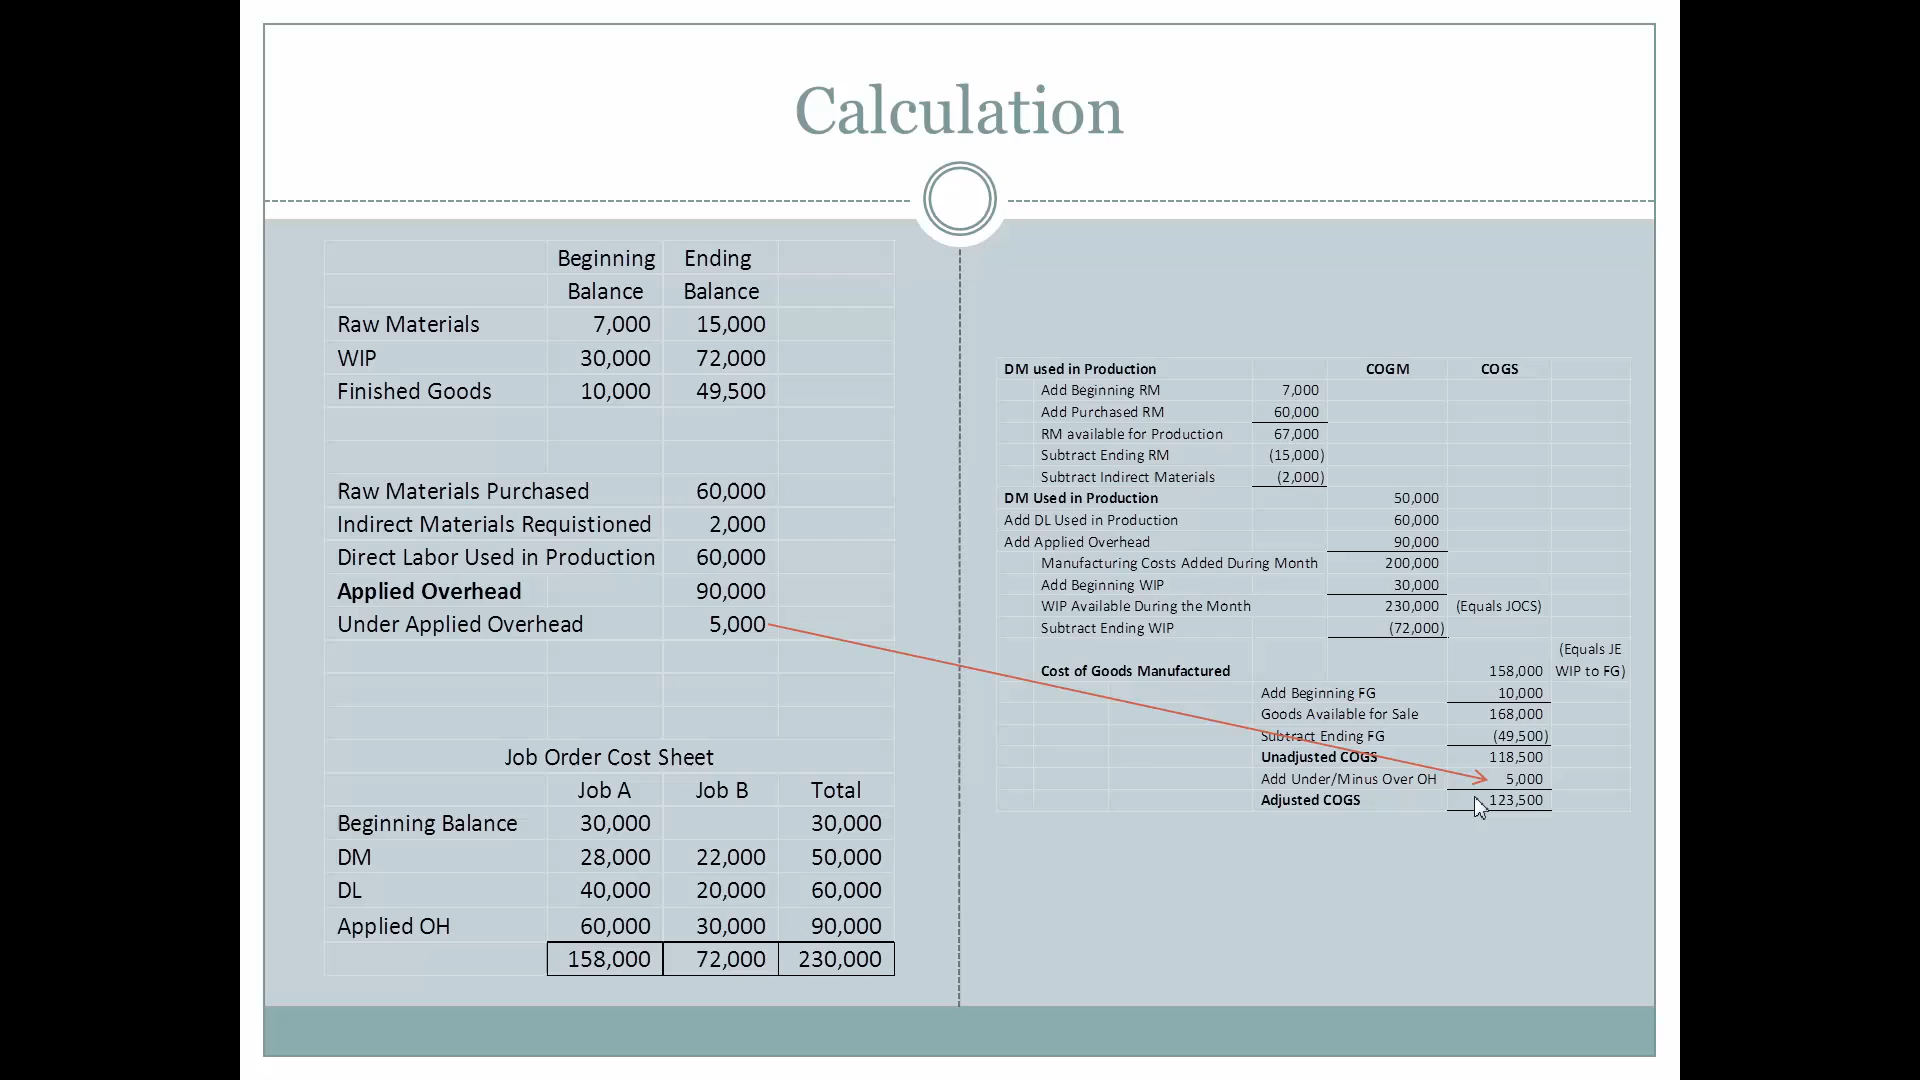 Calculation
Beginning Ending
Balance Balance
Raw Materials 7,000 15,000
WIP 30,000 72,000
Finished Goods 10,000 49,500
Raw Materials Purchased 60,000
Indirect Materials Requistioned 2,000
Direct Labor Used in Production 60,000
Applied Overhead 90,000
Under Applied Overhead 5,000
Job Order Cost Sheet
Job A Job B Total
Beginning Balance 30,000 30,000
DM 28,000 22,000 50,000
DL 40,000 20,000 60,000
Applied OH 60,000 30,000 90,000
158,000 72,000 230,000
DM used in Production COGM COGS
Add Beginning RM 7,000
Add Purchased RM 60,000
RM available for Production 67,000
Subtract Ending RM (15,000)
Subtract Indirect Materials (2,000)
DM Used in Production 50,000
Add DL Used in Production 60,000
Add Applied Overhead 90,000
Manufacturing Costs Added During Month 200,000
Add Beginning WIP 30,000
WIP Available During the Month 230,000 (Equals JOCS)
Subtract Ending WIP (72,000)
(Equals JE
Cost of Goods Manufactured 158,000 WIP to FG)
Add Beginning FG 10,000
Goods Available for Sale 168,000
Subtract Ending FG (49,500)
Unadjusted COGS 118,500
Add Under/Minus Over OH 5,000
Adjusted COGS 123,500